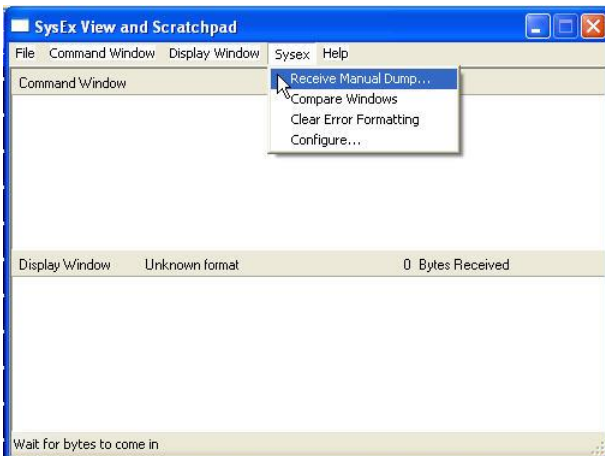 SysEx View and Scratchpad
File Command Window Display Window Sysex Help
Command Window
Receive Manual Dump...
Compare Windows
Clear Error Formatting
Configure...
Display Window Unknown format 0 Bytes Received
Wait for bytes to come in